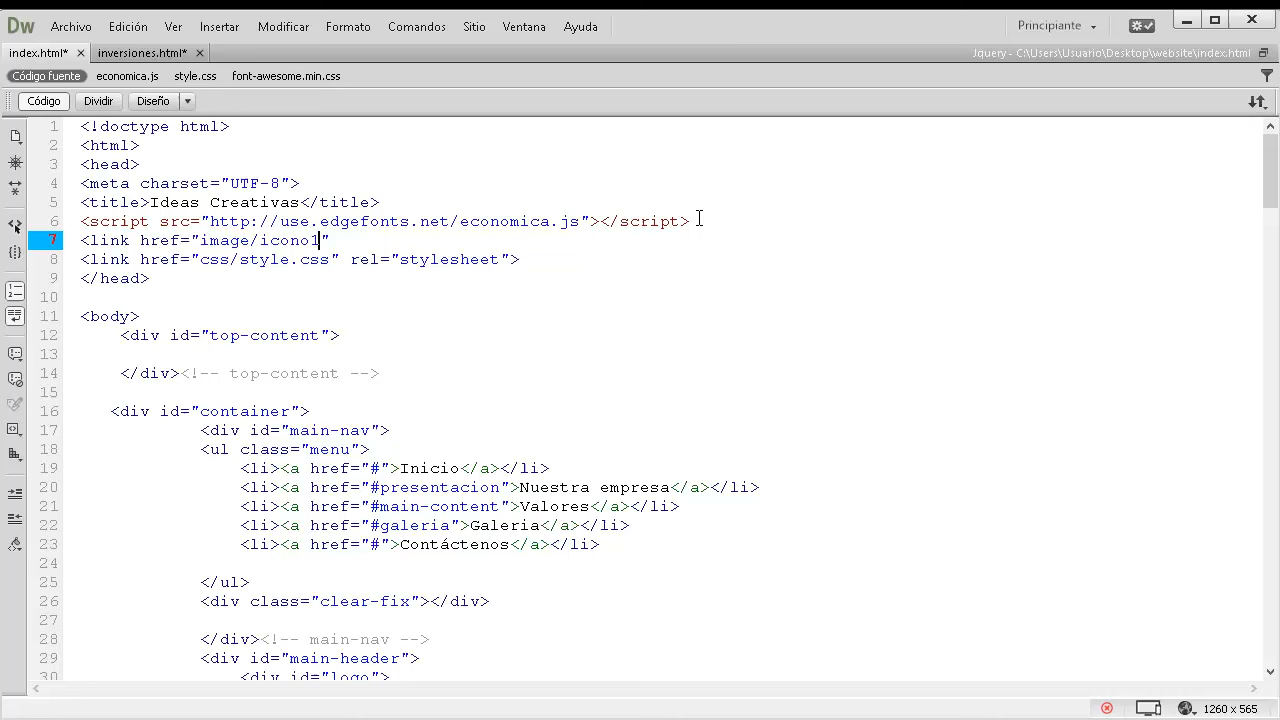 Dw Archivo Edición Ver Insertar Modificar Formato Comandos Sitio Ventana Ayuda Principiante
index.html* inversiones.html* Jquery - C:\Users\Usuario\Desktop\website\index.html
Código fuente economica.js style.css font-awesome.min.css
Código Dividir Diseño
1 <!doctype html>
2 <html>
3 <head>
4 <meta charset="UTF-8">
5 <title>Ideas Creativas</title>
6 <script src="http://use.edgefonts.net/economica.js"></script>
7 <link href="image/icono1"
8 <link href="css/style.css" rel="stylesheet">
9 </head>
10
11 <body>
12 <div id="top-content">
13
14 </div><!-- top-content -->
15
16 <div id="container">
17 <div id="main-nav">
18 <ul class="menu">
19 <li><a href="#">Inicio</a></li>
20 <li><a href="#presentacion">Nuestra empresa</a></li>
21 <li><a href="#main-content">Valores</a></li>
22 <li><a href="#galeria">Galeria</a></li>
23 <li><a href="#">Contáctenos</a></li>
24
25 </ul>
26 <div class="clear-fix"></div>
27
28 </div><!-- main-nav -->
29 <div id="main-header">
30 <div id="logo">
1260 x 565